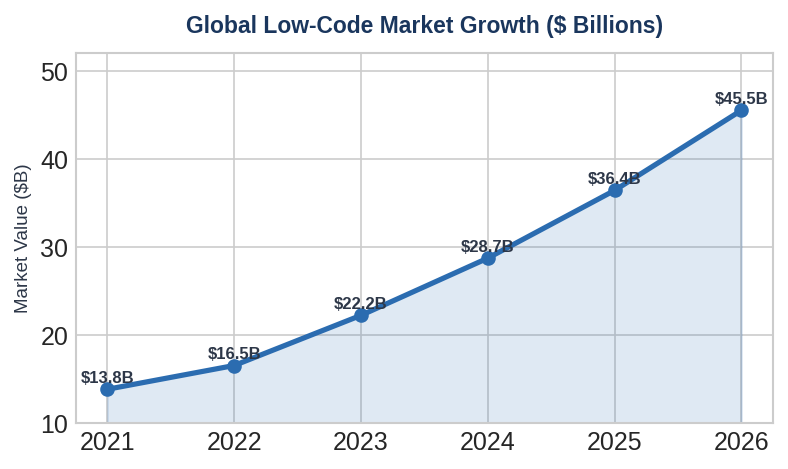 Global Low-Code Market Growth ($ Billions)
Market Value ($B)
50
40
30
20
10
$13.8B
$16.5B
$22.2B
$28.7B
$36.4B
$45.5B
2021 2022 2023 2024 2025 2026